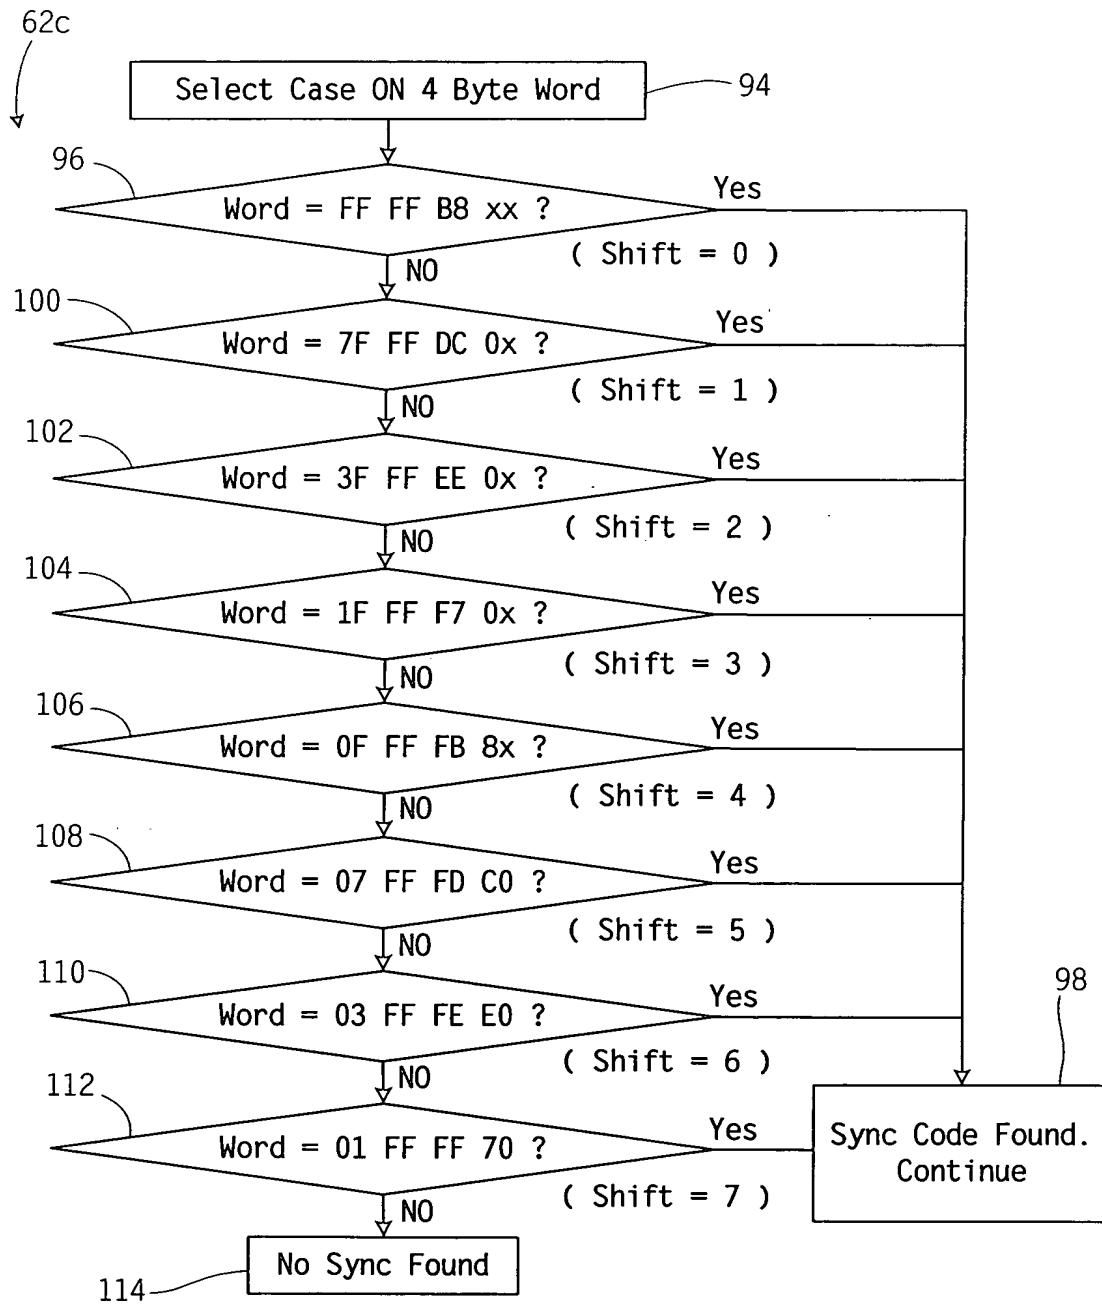 62c
Select Case ON 4 Byte Word
94
96
Word = FF FF B8 xx ?
Yes
( Shift = 0 )
NO
100
Word = 7F FF DC 0x ?
Yes
( Shift = 1 )
NO
102
Word = 3F FF EE 0x ?
Yes
( Shift = 2 )
NO
104
Word = 1F FF F7 0x ?
Yes
( Shift = 3 )
NO
106
Word = 0F FF FB 8x ?
Yes
( Shift = 4 )
NO
108
Word = 07 FF FD C0 ?
Yes
( Shift = 5 )
NO
110
Word = 03 FF FE E0 ?
Yes
( Shift = 6 )
NO
98
112
Word = 01 FF FF 70 ?
Yes
( Shift = 7 )
NO
Sync Code Found.
Continue
No Sync Found
114